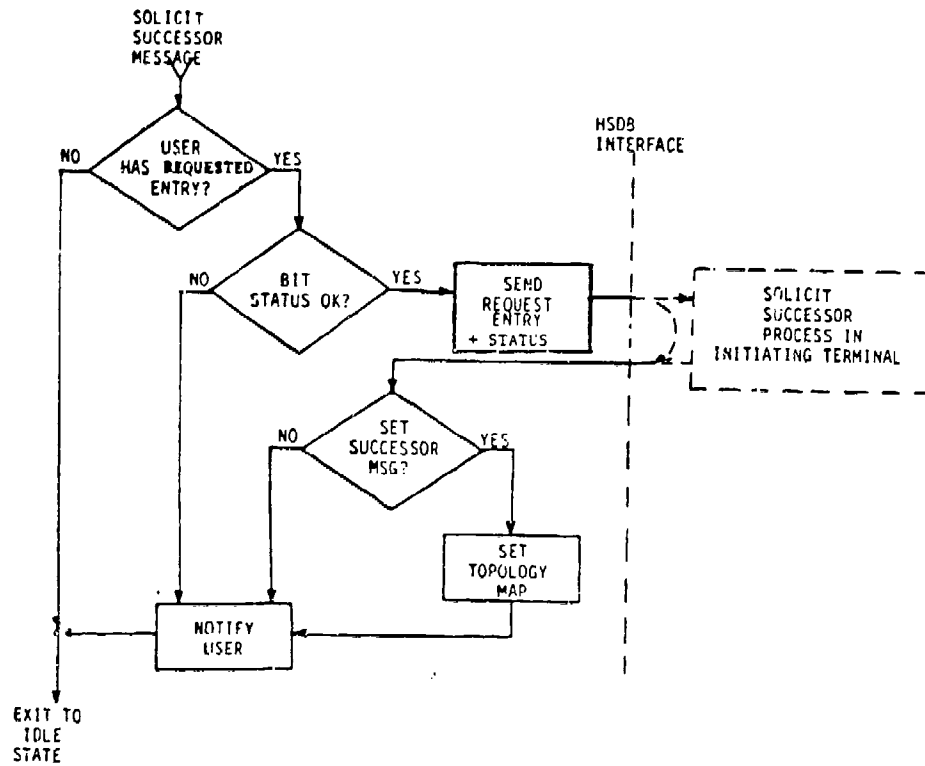 SOLICIT
SUCCESSOR
MESSAGE
USER
HAS REQUESTED
ENTRY?
NO
YES
HSDB
INTERFACE
BIT
STATUS OK?
NO
YES
SEND
REQUEST
ENTRY
+ STATUS
SOLICIT
SUCCESSOR
PROCESS IN
INITIATING TERMINAL
SET
SUCCESSOR
MSG?
NO
YES
SET
TOPOLOGY
MAP
NOTIFY
USER
EXIT TO
IDLE
STATE